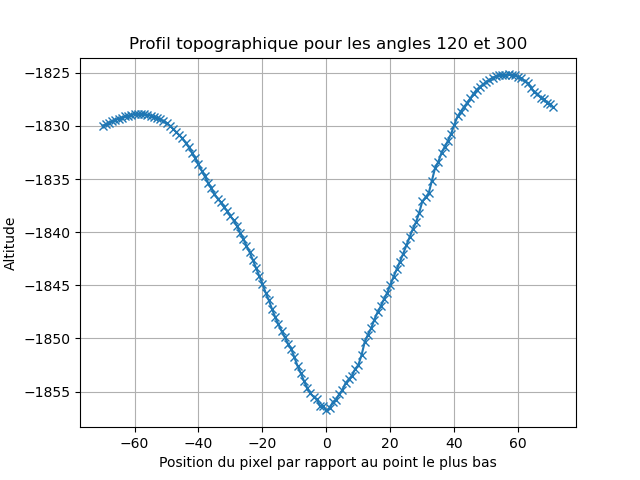 Profil topographique pour les angles 120 et 300
−1825
−1830
−1835
−1840
−1845
−1850
−1855
Altitude
−60 −40 −20 0 20 40 60
Position du pixel par rapport au point le plus bas